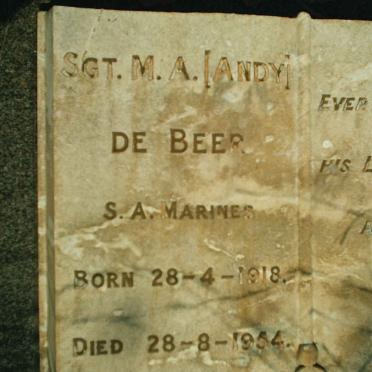 SGT. M. A. [ANDY]
DE BEER
S. A. MARINES
BORN 28-4-1918.
DIED 28-8-1954.
EVER
HIS